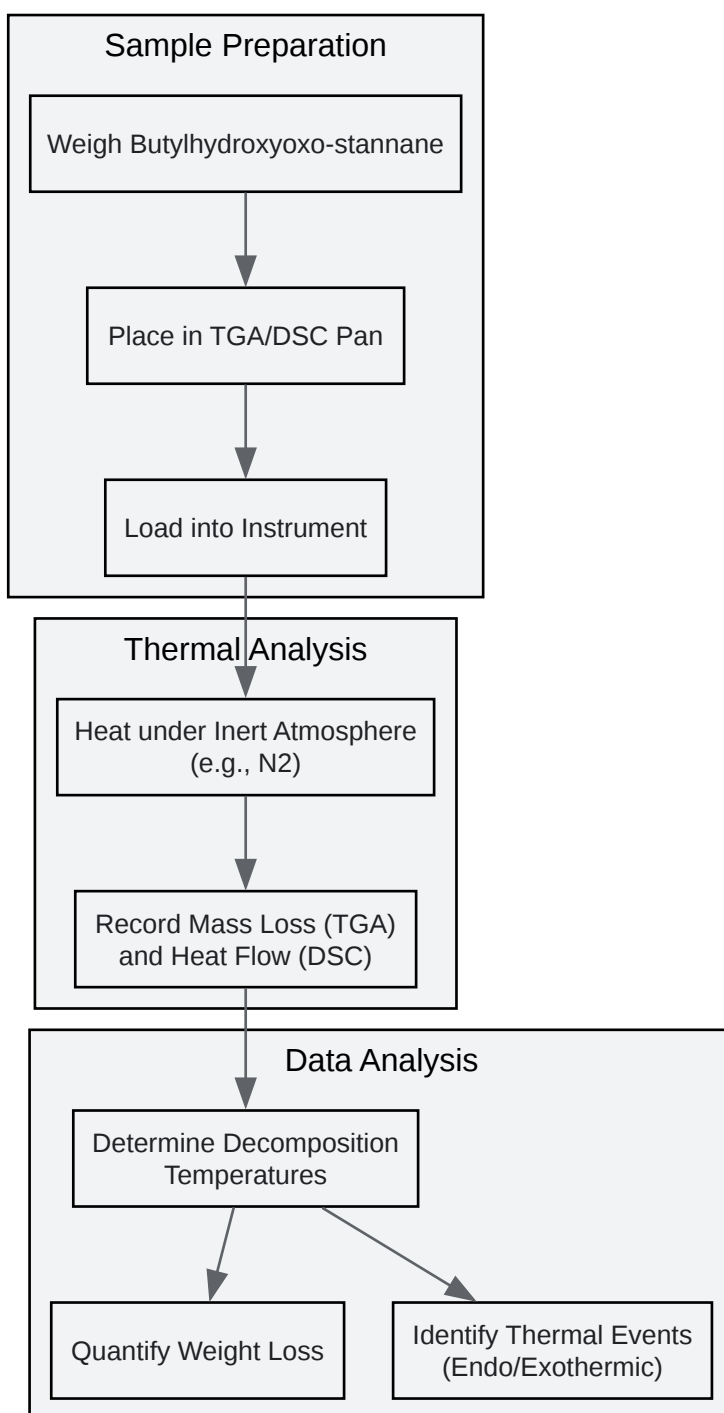 Sample Preparation
Weigh Butylhydroxyoxo-stannane
Place in TGA/DSC Pan
Load into Instrument
Thermal Analysis
Heat under Inert Atmosphere
(e.g., N2)
Record Mass Loss (TGA)
and Heat Flow (DSC)
Data Analysis
Determine Decomposition
Temperatures
Quantify Weight Loss
Identify Thermal Events
(Endo/Exothermic)